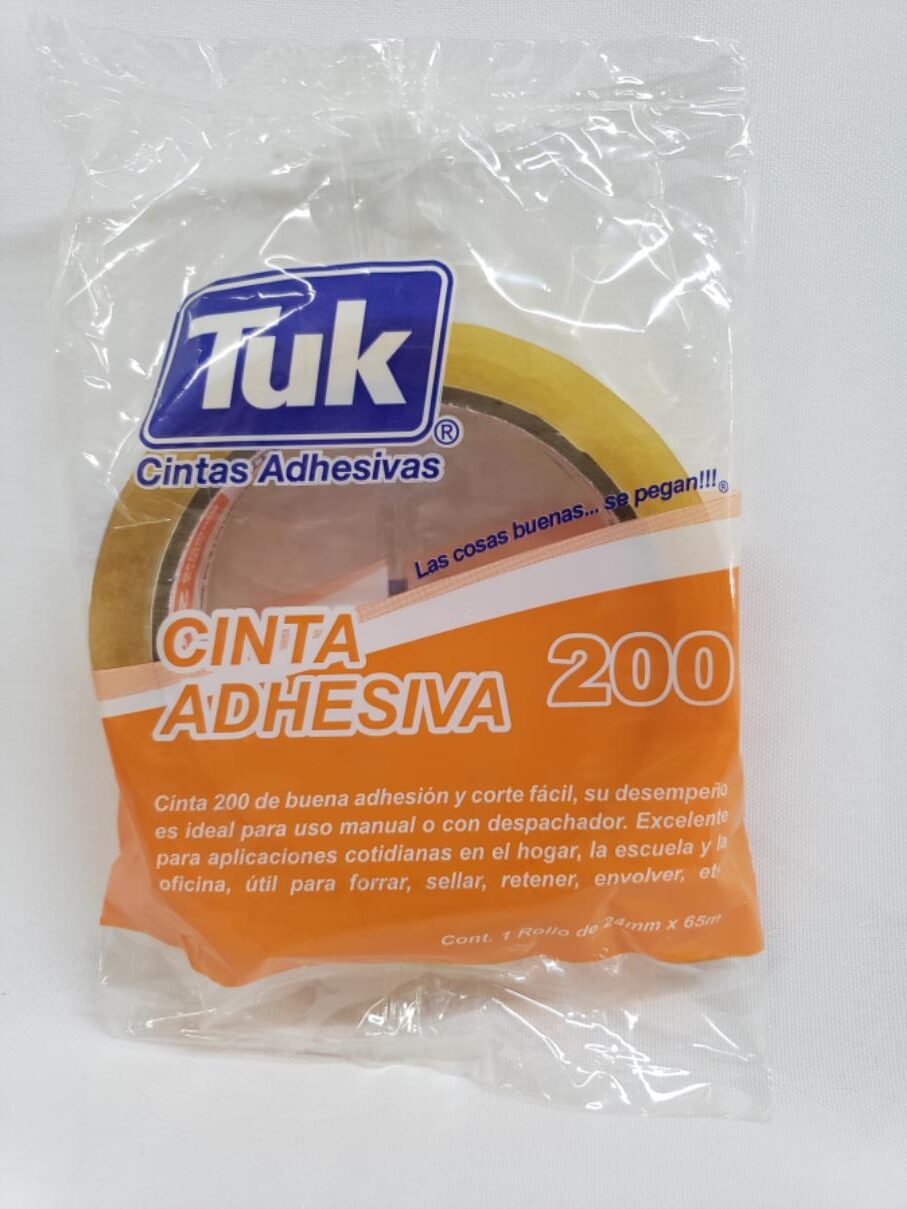 Tuk®
Cintas Adhesivas
Las cosas buenas... se pegan!!!®
CINTA
ADHESIVA 200
Cinta 200 de buena adhesión y corte fácil, su desempeño
es ideal para uso manual o con despachador. Excelente
para aplicaciones cotidianas en el hogar, la escuela y la
oficina, útil para forrar, sellar, retener, envolver, et
Cont. 1 Rollo de 24mm x 65m